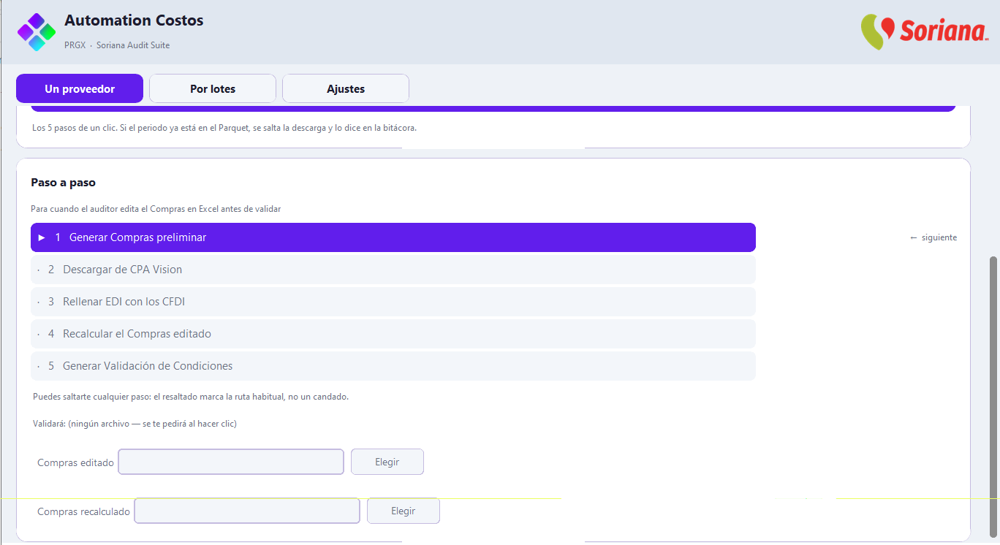 Automation Costos
PRGX · Soriana Audit Suite
Soriana
Un proveedor
Por lotes
Ajustes
Los 5 pasos de un clic. Si el periodo ya está en el Parquet, se salta la descarga y lo dice en la bitácora.
Paso a paso
Para cuando el auditor edita el Compras en Excel antes de validar
▶ 1 Generar Compras preliminar
← siguiente
· 2 Descargar de CPA Vision
· 3 Rellenar EDI con los CFDI
· 4 Recalcular el Compras editado
· 5 Generar Validación de Condiciones
Puedes saltarte cualquier paso: el resaltado marca la ruta habitual, no un candado.
Validará: (ningún archivo — se te pedirá al hacer clic)
Compras editado
Elegir
Compras recalculado
Elegir